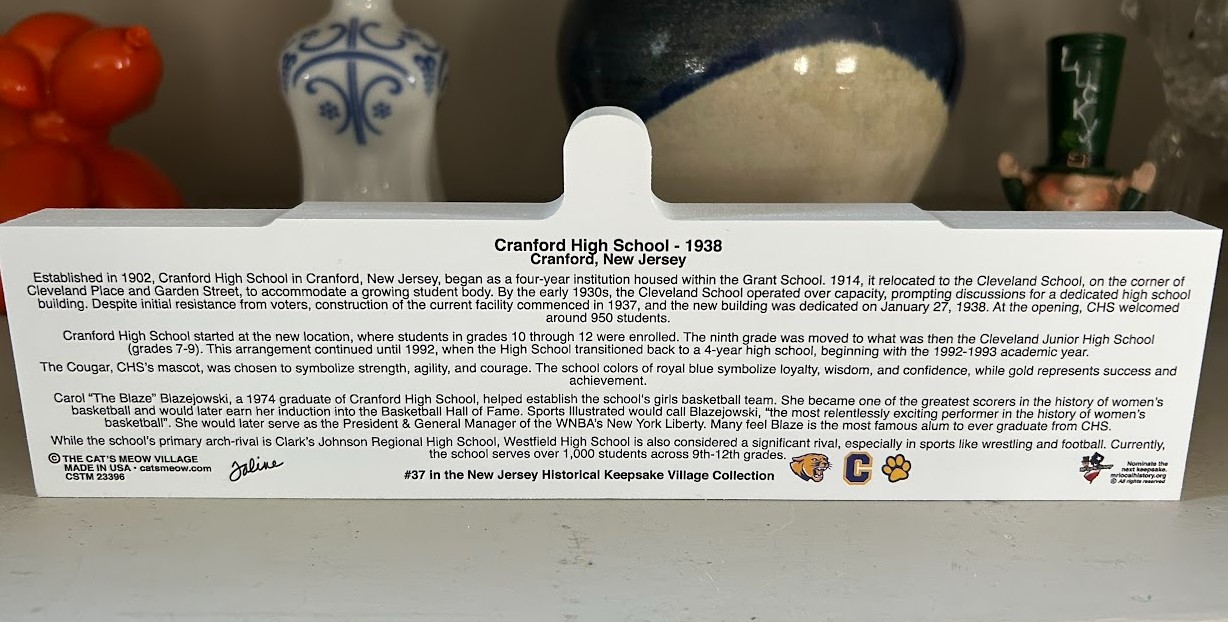 LUCKY
Cranford High School - 1938
Cranford, New Jersey
Established in 1902, Cranford High School in Cranford, New Jersey, began as a four-year institution housed within the Grant School. 1914, it relocated to the Cleveland School, on the corner of
Cleveland Place and Garden Street, to accommodate a growing student body. By the early 1930s, the Cleveland School operated over capacity, prompting discussions for a dedicated high school
building. Despite initial resistance from voters, construction of the current facility commenced in 1937, and the new building was dedicated on January 27, 1938. At the opening, CHS welcomed
around 950 students.
Cranford High School started at the new location, where students in grades 10 through 12 were enrolled. The ninth grade was moved to what was then the Cleveland Junior High School
(grades 7-9). This arrangement continued until 1992, when the High School transitioned back to a 4-year high school, beginning with the 1992-1993 academic year.
The Cougar, CHS's mascot, was chosen to symbolize strength, agility, and courage. The school colors of royal blue symbolize loyalty, wisdom, and confidence, while gold represents success and
achievement.
Carol "The Blaze" Blazejowski, a 1974 graduate of Cranford High School, helped establish the school's girls basketball team. She became one of the greatest scorers in the history of women's
basketball and would later earn her induction into the Basketball Hall of Fame. Sports Illustrated would call Blazejowski, "the most relentlessly exciting performer in the history of women's
basketball". She would later serve as the President & General Manager of the WNBA's New York Liberty. Many feel Blaze is the most famous alum to ever graduate from CHS.
While the school's primary arch-rival is Clark's Johnson Regional High School, Westfield High School is also considered a significant rival, especially in sports like wrestling and football. Currently,
the school serves over 1,000 students across 9th-12th grades.
© THE CAT'S MEOW VILLAGE
MADE IN USA • catsmeow.com
CSTM 23396
Jaline
#37 in the New Jersey Historical Keepsake Village Collection
C
Nominate the
next keepsake.
mrlocalhistory.org
© All rights reserved